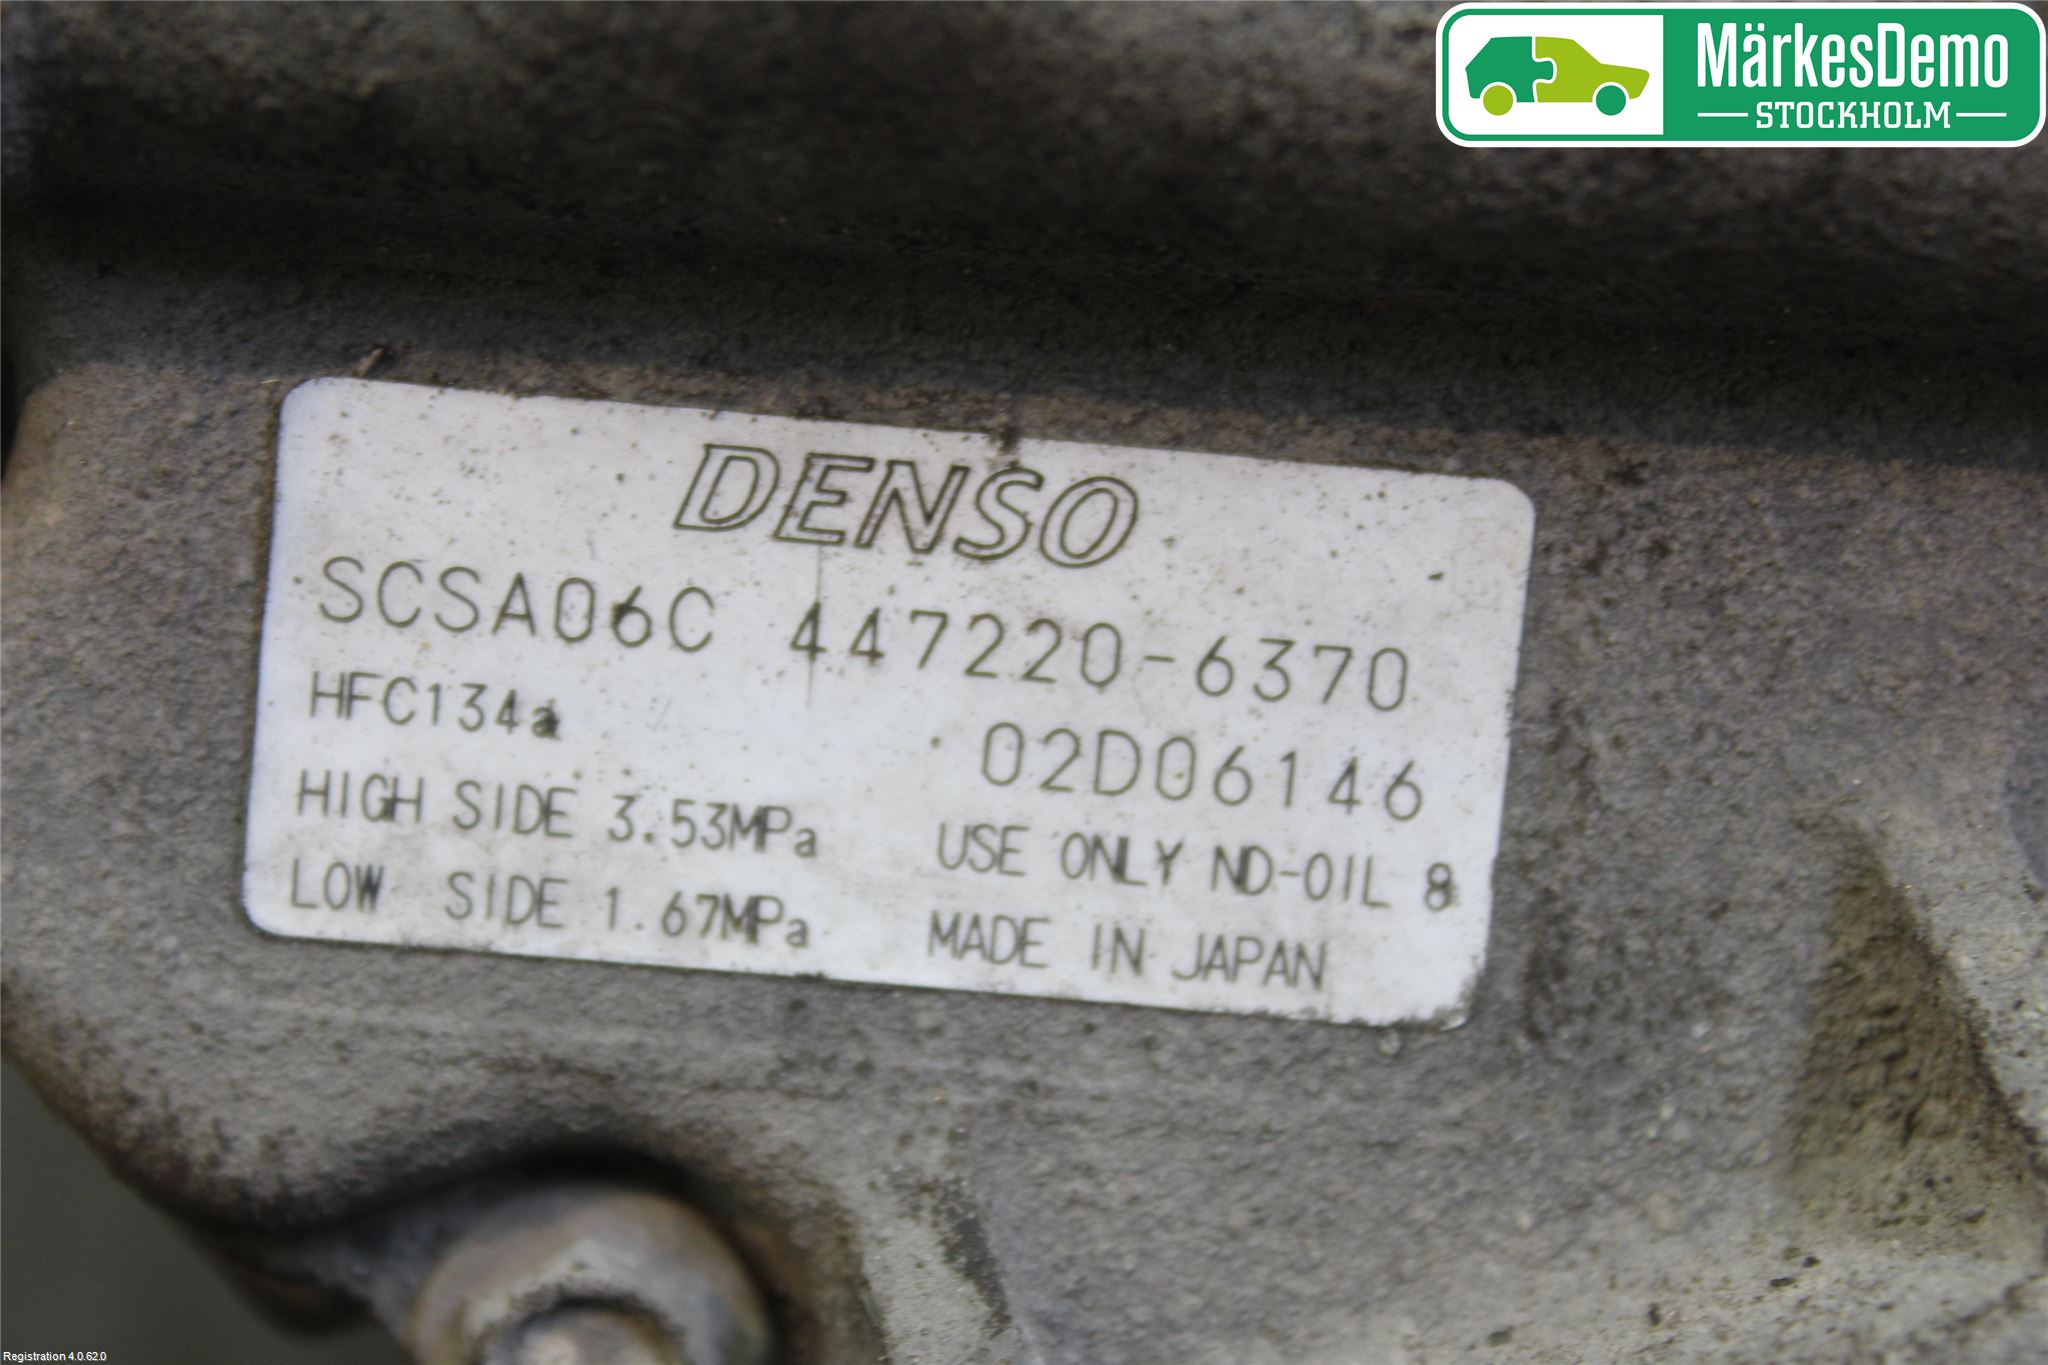 MärkesDemo
STOCKHOLM
DENSO
SCSA06C 447220-6370
HFC134a 02D06146
HIGH SIDE 3.53MPa USE ONLY ND-OIL 8
LOW SIDE 1.67MPa MADE IN JAPAN
Registration 4.0.62.0